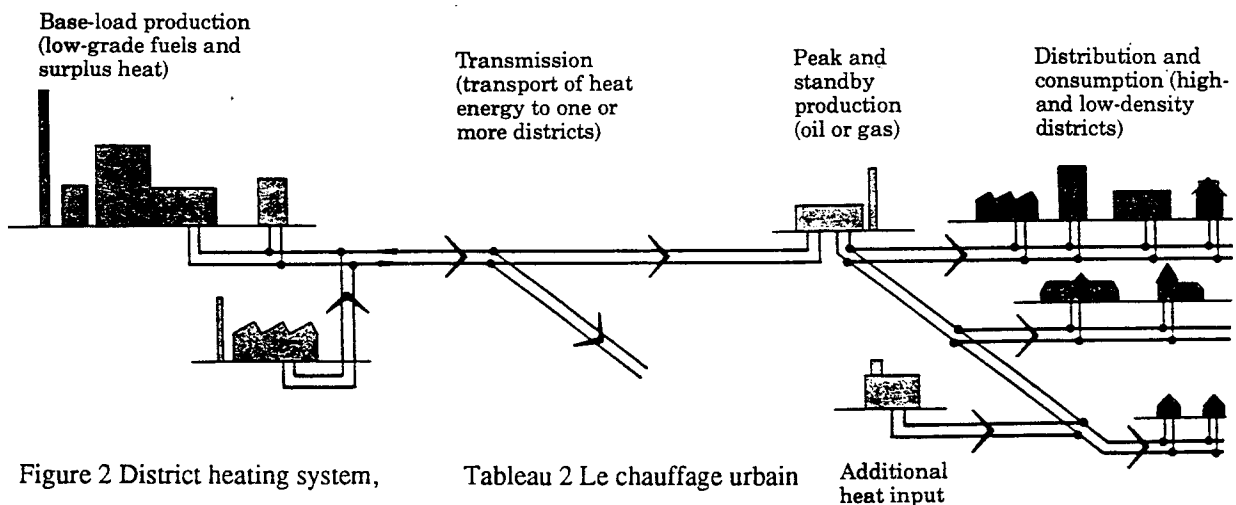 Base-load production
(low-grade fuels and
surplus heat)
Transmission
(transport of heat
energy to one or
more districts)
Peak and
standby
production
(oil or gas)
Distribution and
consumption (high-
and low-density
districts)
Figure 2 District heating system,
Tableau 2 Le chauffage urbain
Additional
heat input